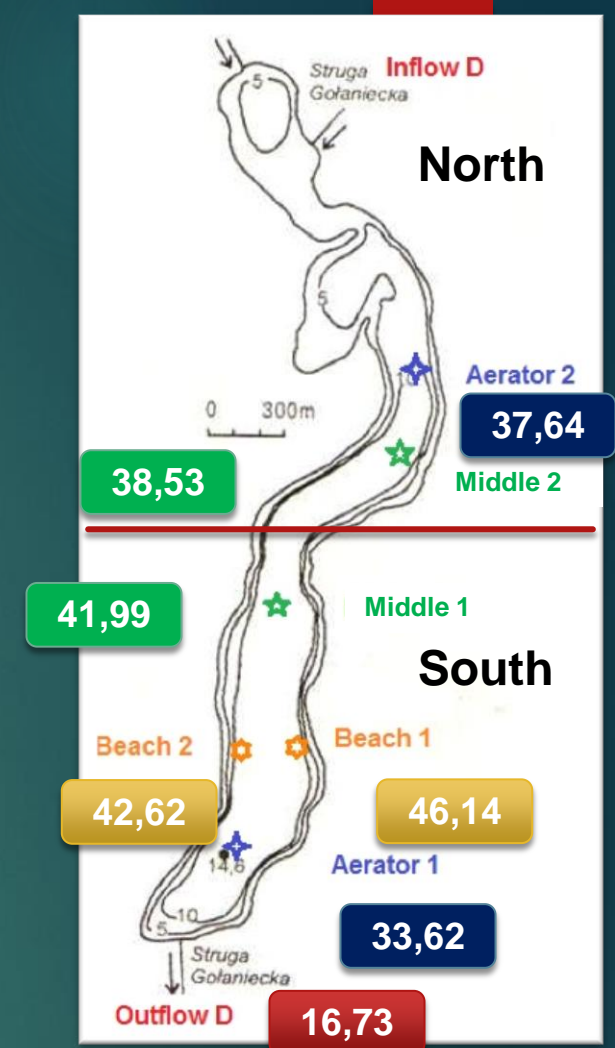 Struga
Gołaniecka
Inflow D
5
North
5
10
Aerator 2
0 300m
37,64
38,53
Middle 2
41,99
Middle 1
South
Beach 2
Beach 1
42,62
46,14
14,6
Aerator 1
10
5
33,62
Struga
Gołaniecka
Outflow D
16,73